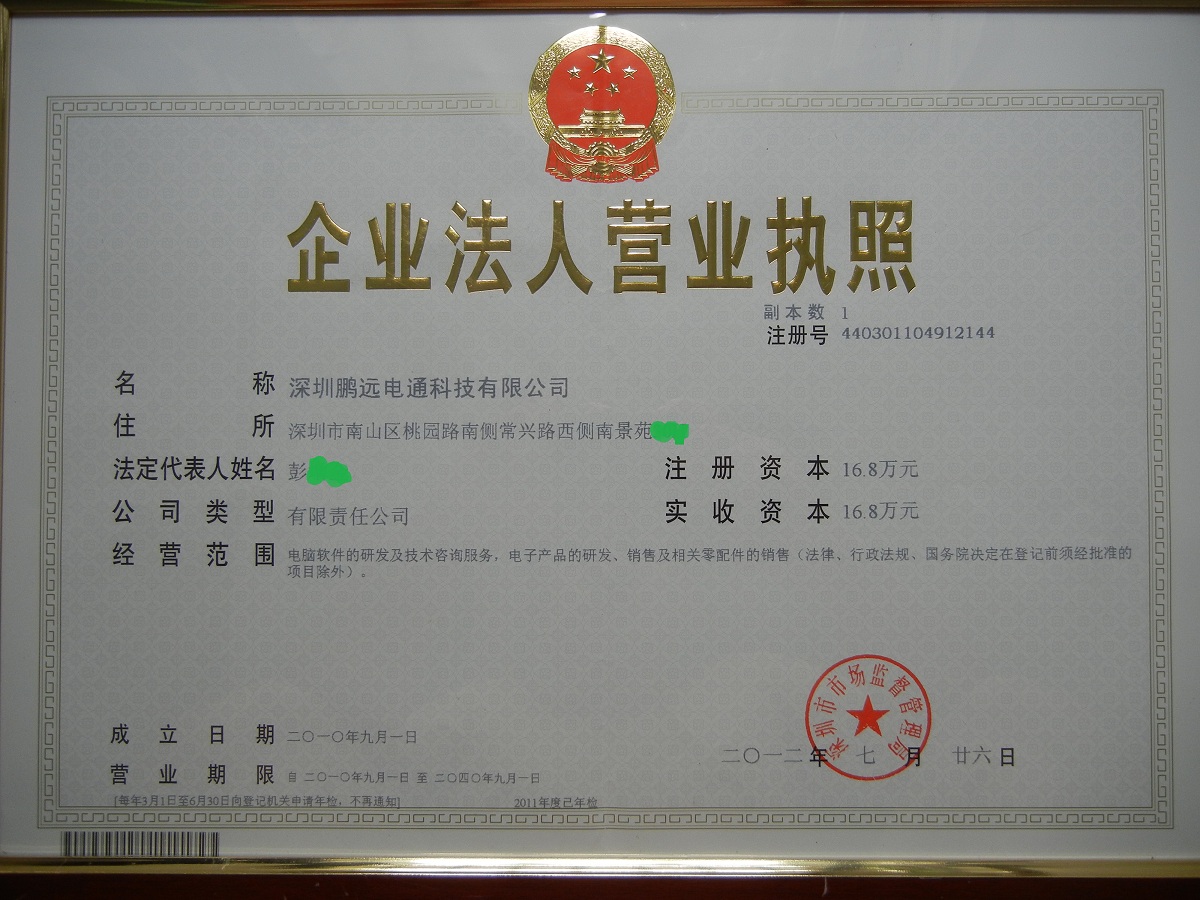 企业法人营业执照
副本数 1
注册号 440301104912144
名称 深圳鹏远电通科技有限公司
住所 深圳市南山区桃园路南侧常兴路西侧南景苑
法定代表人姓名 彭
注册资本 16.8万元
公司类型 有限责任公司
实收资本 16.8万元
经营范围 电脑软件的研发及技术咨询服务，电子产品的研发、销售及相关零配件的销售（法律、行政法规、国务院决定在登记前须经批准的
项目除外）。
深圳市市场监督管理局
成立日期 二〇一〇年九月一日
二〇一二年七月廿六日
营业期限 自 二〇一〇年九月一日 至 二〇四〇年九月一日
[每年3月1日至6月30日向登记机关申请年检，不再通知]
2011年度已年检